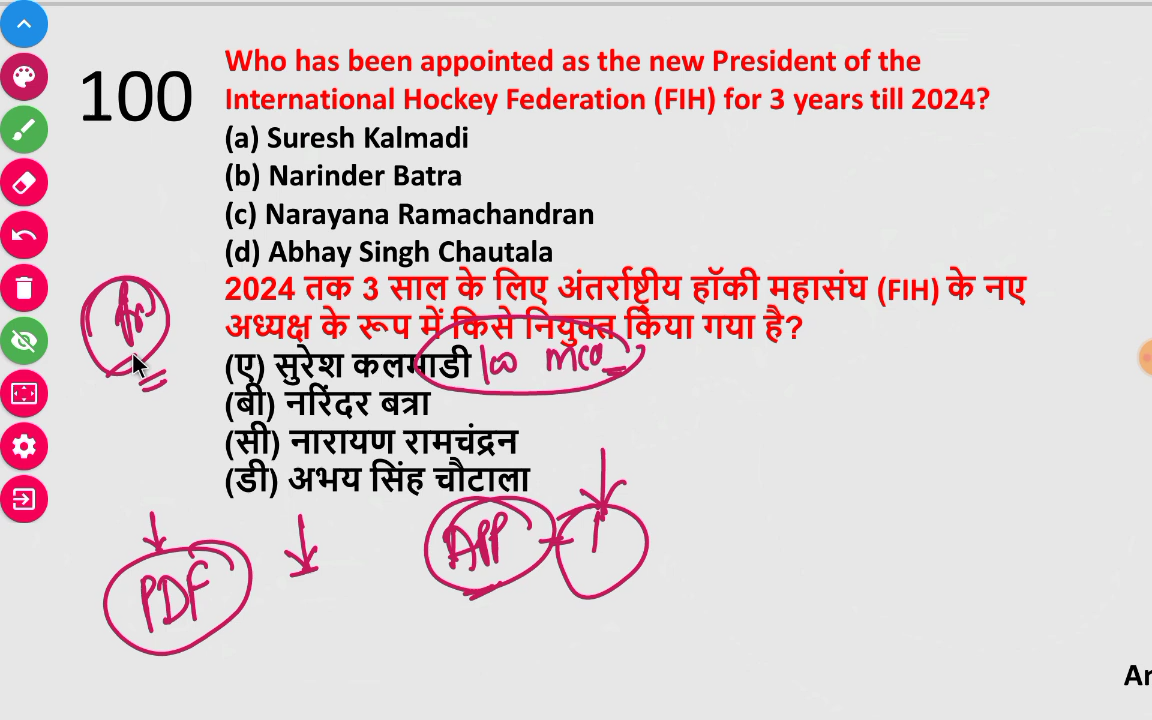 100
Who has been appointed as the new President of the
International Hockey Federation (FIH) for 3 years till 2024?
(a) Suresh Kalmadi
(b) Narinder Batra
(c) Narayana Ramachandran
(d) Abhay Singh Chautala
2024 तक 3 साल के लिए अंतर्राष्ट्रीय हॉकी महासंघ (FIH) के नए
अध्यक्ष के रूप में किसे नियुक्त किया गया है?
(ए) सुरेश कलमाडी
100 MCQ
(बी) नरिंदर बत्रा
(सी) नारायण रामचंद्रन
(डी) अभय सिंह चौटाला
APP
PDF